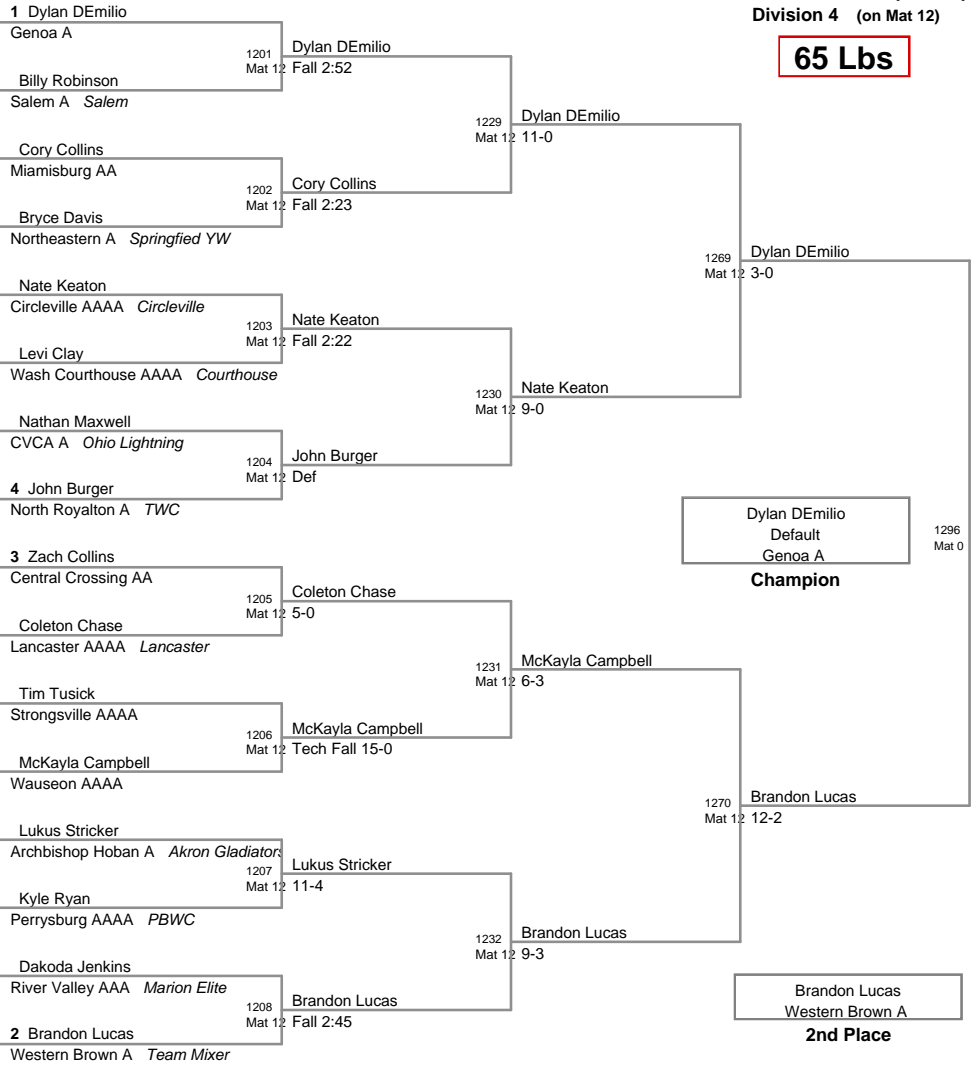 Division 4 (on Mat 12)
65 Lbs
1 Dylan DEmilio
Genoa A
1201
Mat 12
Dylan DEmilio
Fall 2:52
Billy Robinson
Salem A Salem
1229
Mat 12
Dylan DEmilio
11-0
Cory Collins
Miamisburg AA
1202
Mat 12
Cory Collins
Fall 2:23
Bryce Davis
Northeastern A Springfied YW
1269
Mat 12
Dylan DEmilio
3-0
Nate Keaton
Circleville AAAA Circleville
1203
Mat 12
Nate Keaton
Fall 2:22
Levi Clay
Wash Courthouse AAAA Courthouse
1230
Mat 12
Nate Keaton
9-0
Nathan Maxwell
CVCA A Ohio Lightning
1204
Mat 12
John Burger
Def
4 John Burger
North Royalton A TWC
Dylan DEmilio
Default
Genoa A
Champion
1296
Mat 0
3 Zach Collins
Central Crossing AA
1205
Mat 12
Coleton Chase
5-0
Coleton Chase
Lancaster AAAA Lancaster
1231
Mat 12
McKayla Campbell
6-3
Tim Tusick
Strongsville AAAA
1206
Mat 12
McKayla Campbell
Tech Fall 15-0
McKayla Campbell
Wauseon AAAA
1270
Mat 12
Brandon Lucas
12-2
Lukus Stricker
Archbishop Hoban A Akron Gladiators
1207
Mat 12
Lukus Stricker
11-4
Kyle Ryan
Perrysburg AAAA PBWC
1232
Mat 12
Brandon Lucas
9-3
Dakoda Jenkins
River Valley AAA Marion Elite
1208
Mat 12
Brandon Lucas
Fall 2:45
2 Brandon Lucas
Western Brown A Team Mixer
Brandon Lucas
Western Brown A
2nd Place